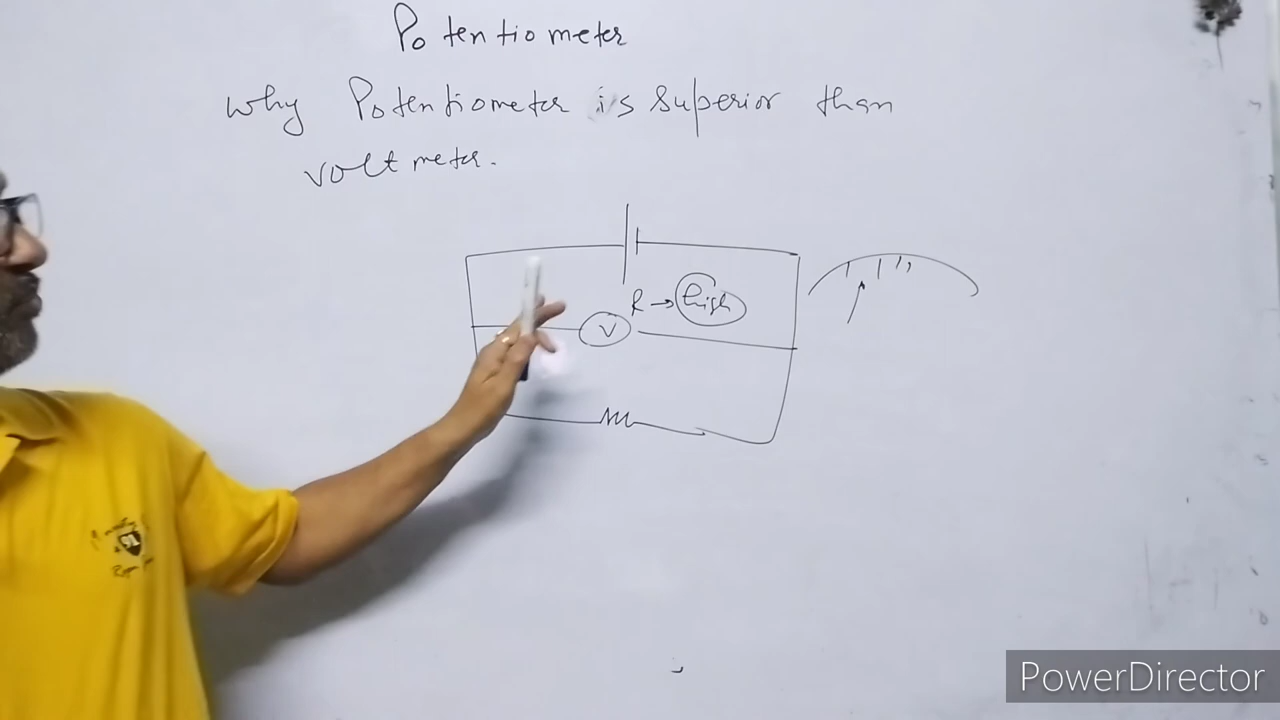 Potentiometer
why Potentiometer is superior than
voltmeter.
R → high
V
PowerDirector